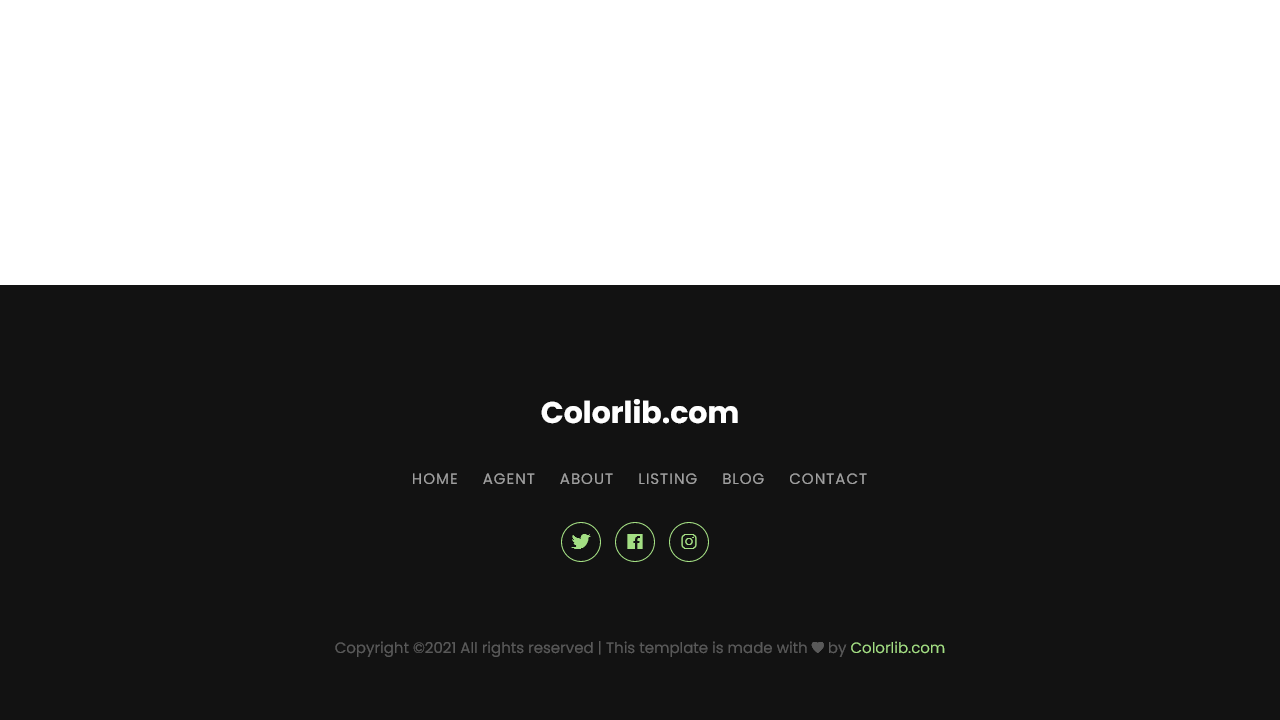 Colorlib.com
HOME AGENT ABOUT LISTING BLOG CONTACT
Copyright ©2021 All rights reserved | This template is made with ♥ by Colorlib.com